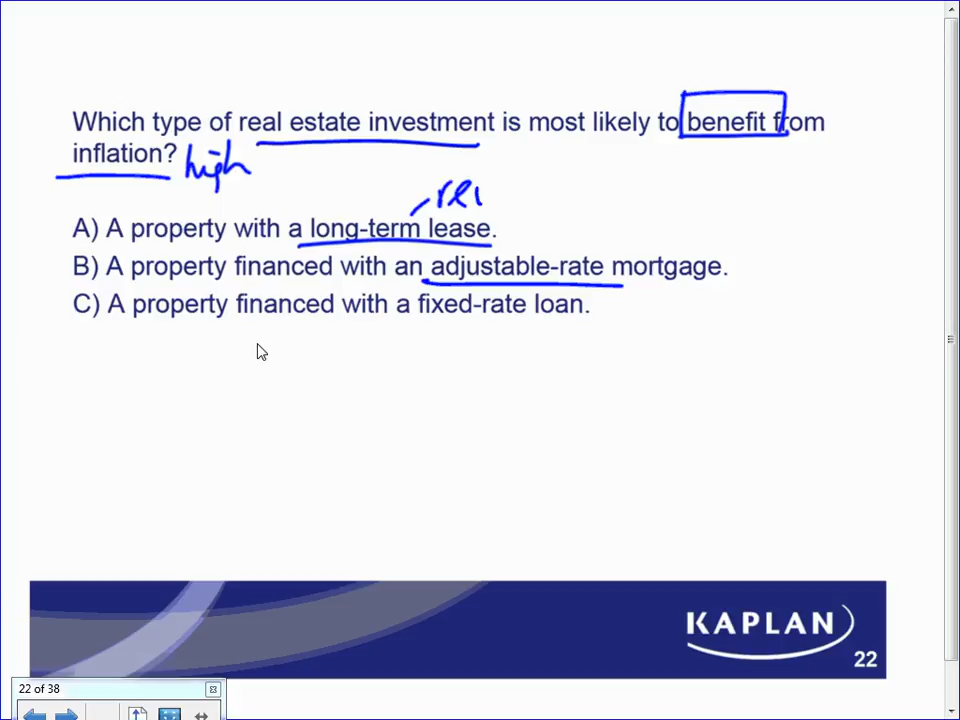 Which type of real estate investment is most likely to benefit from
inflation? high
rei
A) A property with a long-term lease.
B) A property financed with an adjustable-rate mortgage.
C) A property financed with a fixed-rate loan.
KAPLAN
22
22 of 38